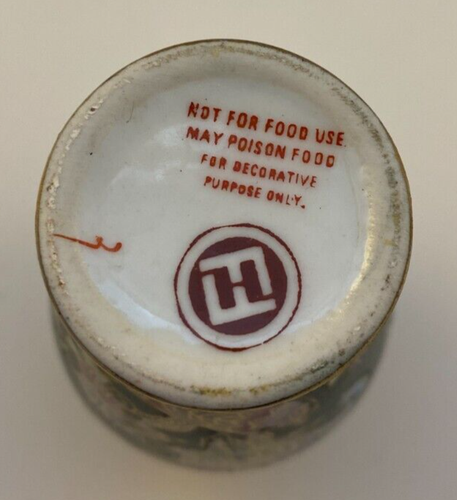 NOT FOR FOOD USE.
MAY POISON FOOD
FOR DECORATIVE
PURPOSE ONLY.
H